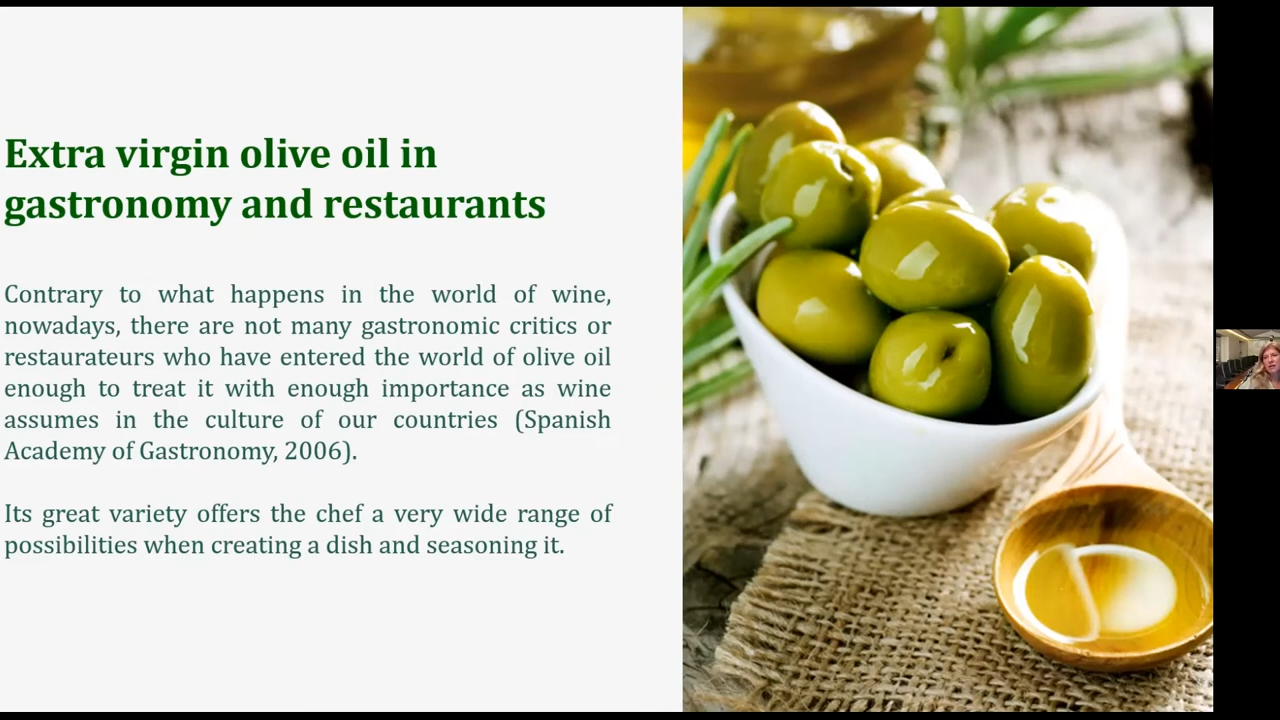 Extra virgin olive oil in
gastronomy and restaurants
Contrary to what happens in the world of wine,
nowadays, there are not many gastronomic critics or
restaurateurs who have entered the world of olive oil
enough to treat it with enough importance as wine
assumes in the culture of our countries (Spanish
Academy of Gastronomy, 2006).
Its great variety offers the chef a very wide range of
possibilities when creating a dish and seasoning it.